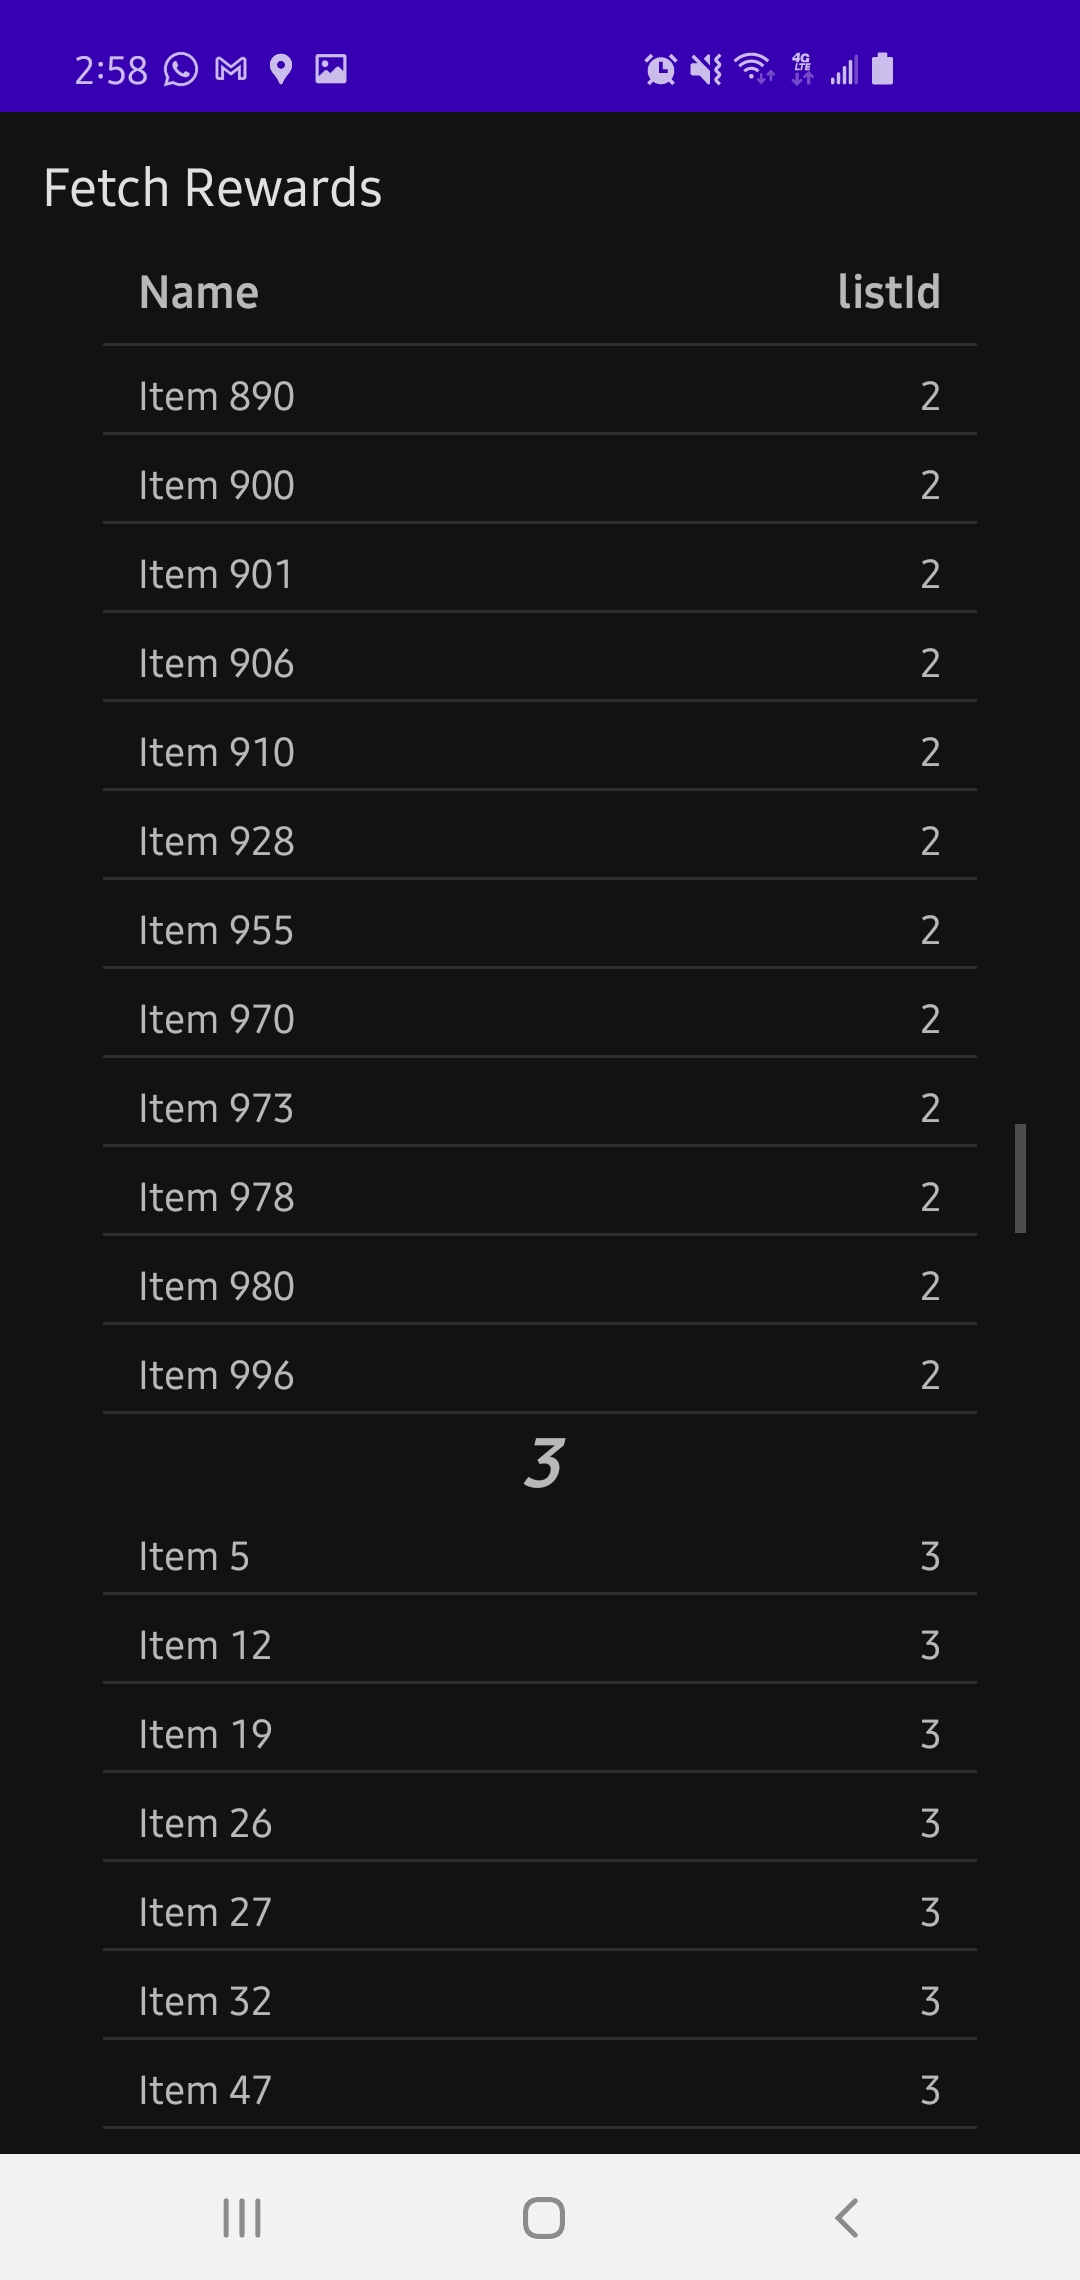 2:58 4G LTE
Fetch Rewards
Name listId
Item 890 2
Item 900 2
Item 901 2
Item 906 2
Item 910 2
Item 928 2
Item 955 2
Item 970 2
Item 973 2
Item 978 2
Item 980 2
Item 996 2
3
Item 5 3
Item 12 3
Item 19 3
Item 26 3
Item 27 3
Item 32 3
Item 47 3